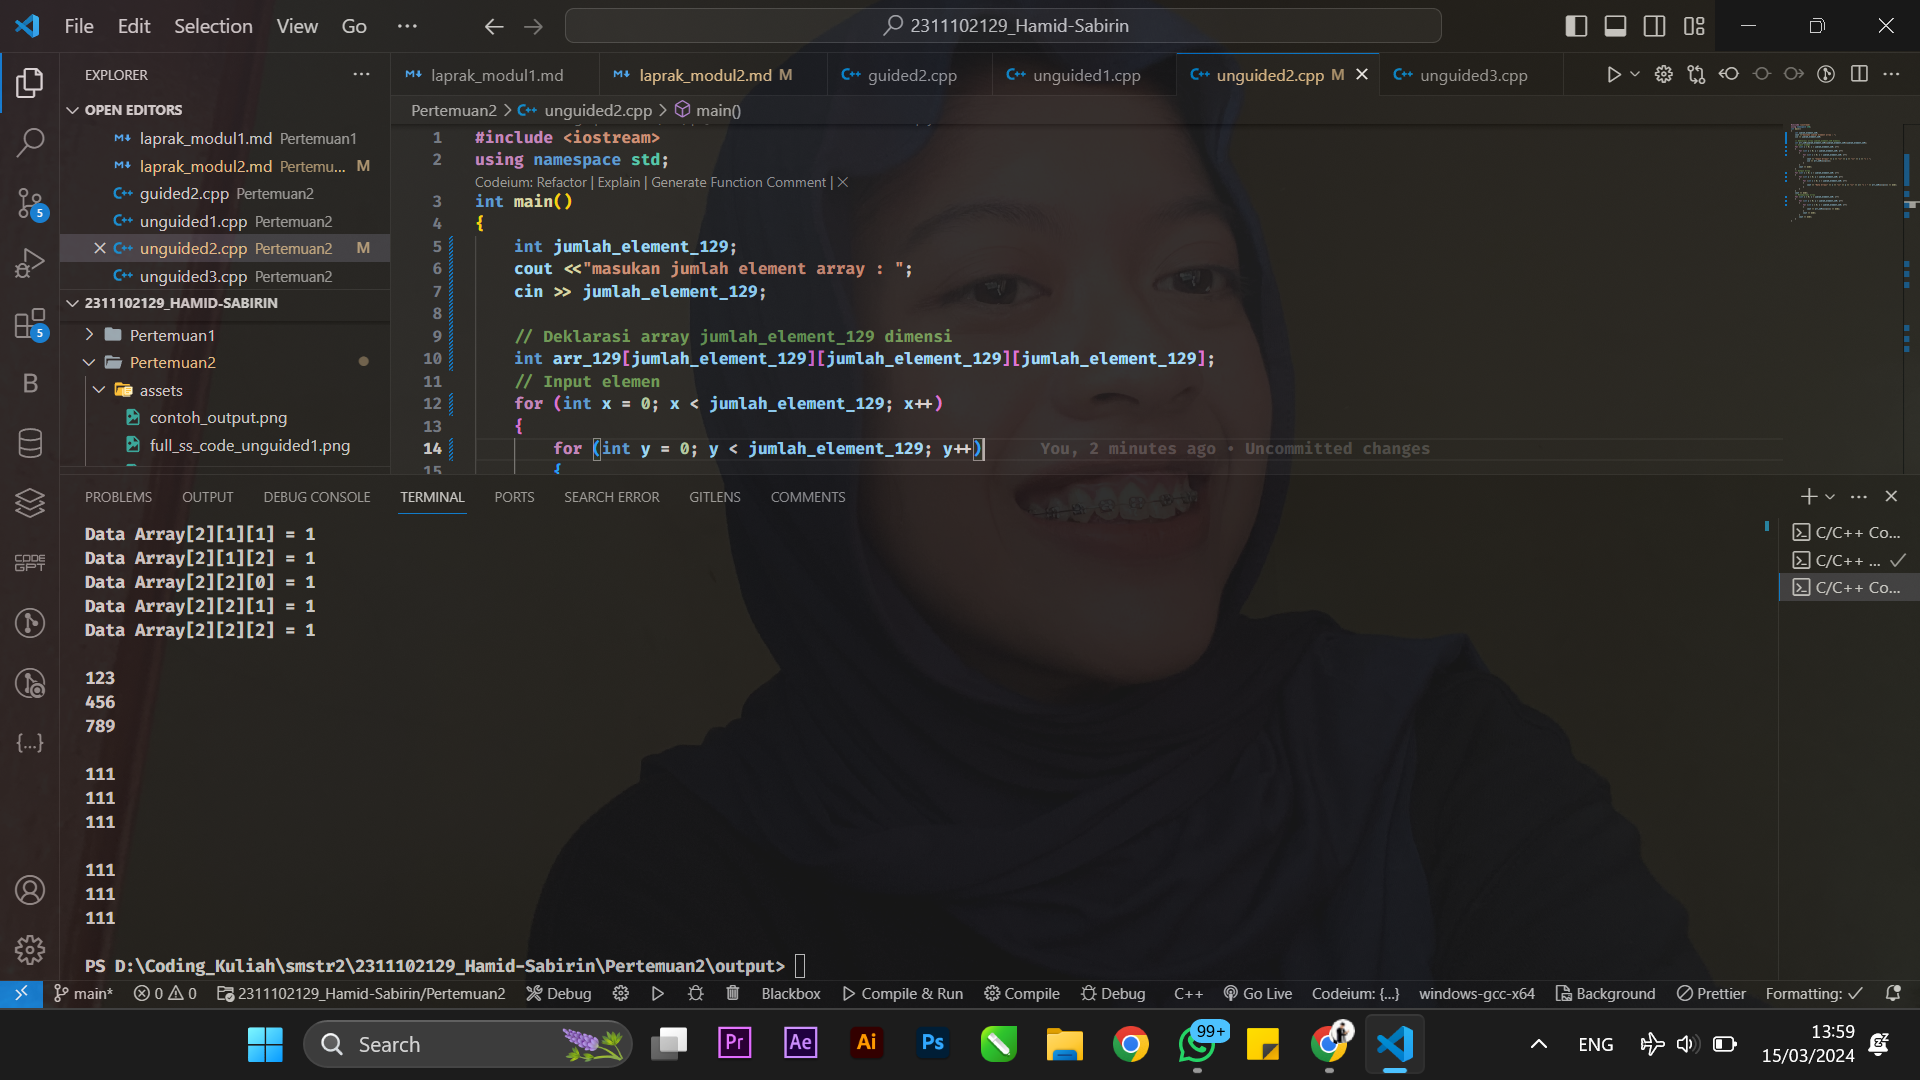 File Edit Selection View Go ···
2311102129_Hamid-Sabirin
EXPLORER
OPEN EDITORS
laprak_modul1.md Pertemuan1
laprak_modul2.md Pertemu... M
guided2.cpp Pertemuan2
unguided1.cpp Pertemuan2
unguided2.cpp Pertemuan2 M
unguided3.cpp Pertemuan2
2311102129_HAMID-SABIRIN
Pertemuan1
Pertemuan2
assets
contoh_output.png
full_ss_code_unguided1.png
5
5
B
CODE GPT
laprak_modul1.md laprak_modul2.md M guided2.cpp unguided1.cpp unguided2.cpp M unguided3.cpp
Pertemuan2 > unguided2.cpp > main()
1 #include <iostream>
2 using namespace std;
Codeium: Refactor | Explain | Generate Function Comment | ×
3 int main()
4 {
5 int jumlah_element_129;
6 cout <<"masukan jumlah element array : ";
7 cin >> jumlah_element_129;
8
9 // Deklarasi array jumlah_element_129 dimensi
10 int arr_129[jumlah_element_129][jumlah_element_129][jumlah_element_129];
11 // Input elemen
12 for (int x = 0; x < jumlah_element_129; x++)
13 {
14 for (int y = 0; y < jumlah_element_129; y++) You, 2 minutes ago • Uncommitted changes
15 {
PROBLEMS OUTPUT DEBUG CONSOLE TERMINAL PORTS SEARCH ERROR GITLENS COMMENTS
Data Array[2][1][1] = 1
Data Array[2][1][2] = 1
Data Array[2][2][0] = 1
Data Array[2][2][1] = 1
Data Array[2][2][2] = 1
123
456
789
111
111
111
111
111
111
PS D:\Coding_Kuliah\smstr2\2311102129_Hamid-Sabirin\Pertemuan2\output>
C/C++ Co...
C/C++ ...
C/C++ Co...
main* 0 0 2311102129_Hamid-Sabirin/Pertemuan2 Debug Blackbox Compile & Run Compile Debug C++ Go Live Codeium: {...} windows-gcc-x64 Background Prettier Formatting: ✓
Search Pr Ae Ai Ps 99+ ENG 13:59
15/03/2024